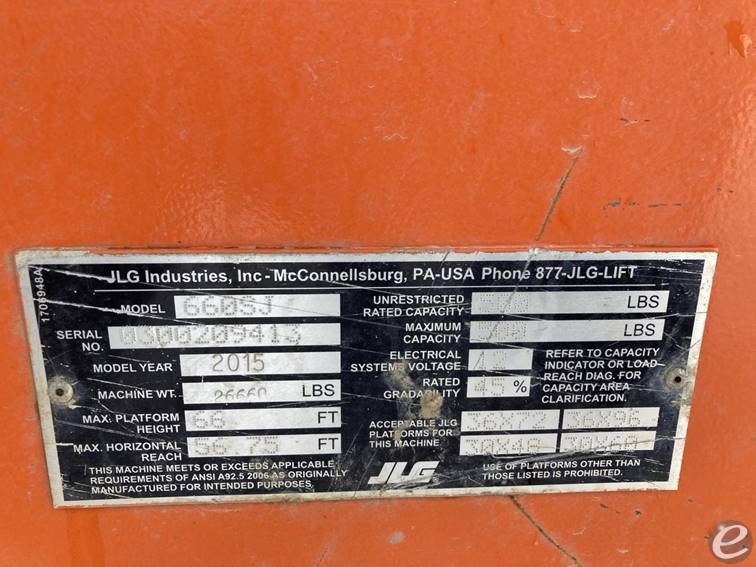 JLG Industries, Inc - McConnellsburg, PA-USA Phone 877-JLG-LIFT
1706948A
MODEL 660SJ
SERIAL NO. 0300209413
MODEL YEAR 2015
MACHINE WT. 26660 LBS
MAX. PLATFORM HEIGHT 66 FT
MAX. HORIZONTAL REACH 56.75 FT
THIS MACHINE MEETS OR EXCEEDS APPLICABLE
REQUIREMENTS OF ANSI A92.5 2006 AS ORIGINALLY
MANUFACTURED FOR INTENDED PURPOSES
UNRESTRICTED RATED CAPACITY LBS
MAXIMUM CAPACITY LBS
ELECTRICAL SYSTEMS VOLTAGE 12
RATED GRADABILITY 45 %
REFER TO CAPACITY
INDICATOR OR LOAD
REACH DIAG. FOR
CAPACITY AREA
CLARIFICATION.
ACCEPTABLE JLG
PLATFORMS FOR
THIS MACHINE
36X72 36X96
30X48 30X60
JLG
USE OF PLATFORMS OTHER THAN
THOSE LISTED IS PROHIBITED.
e